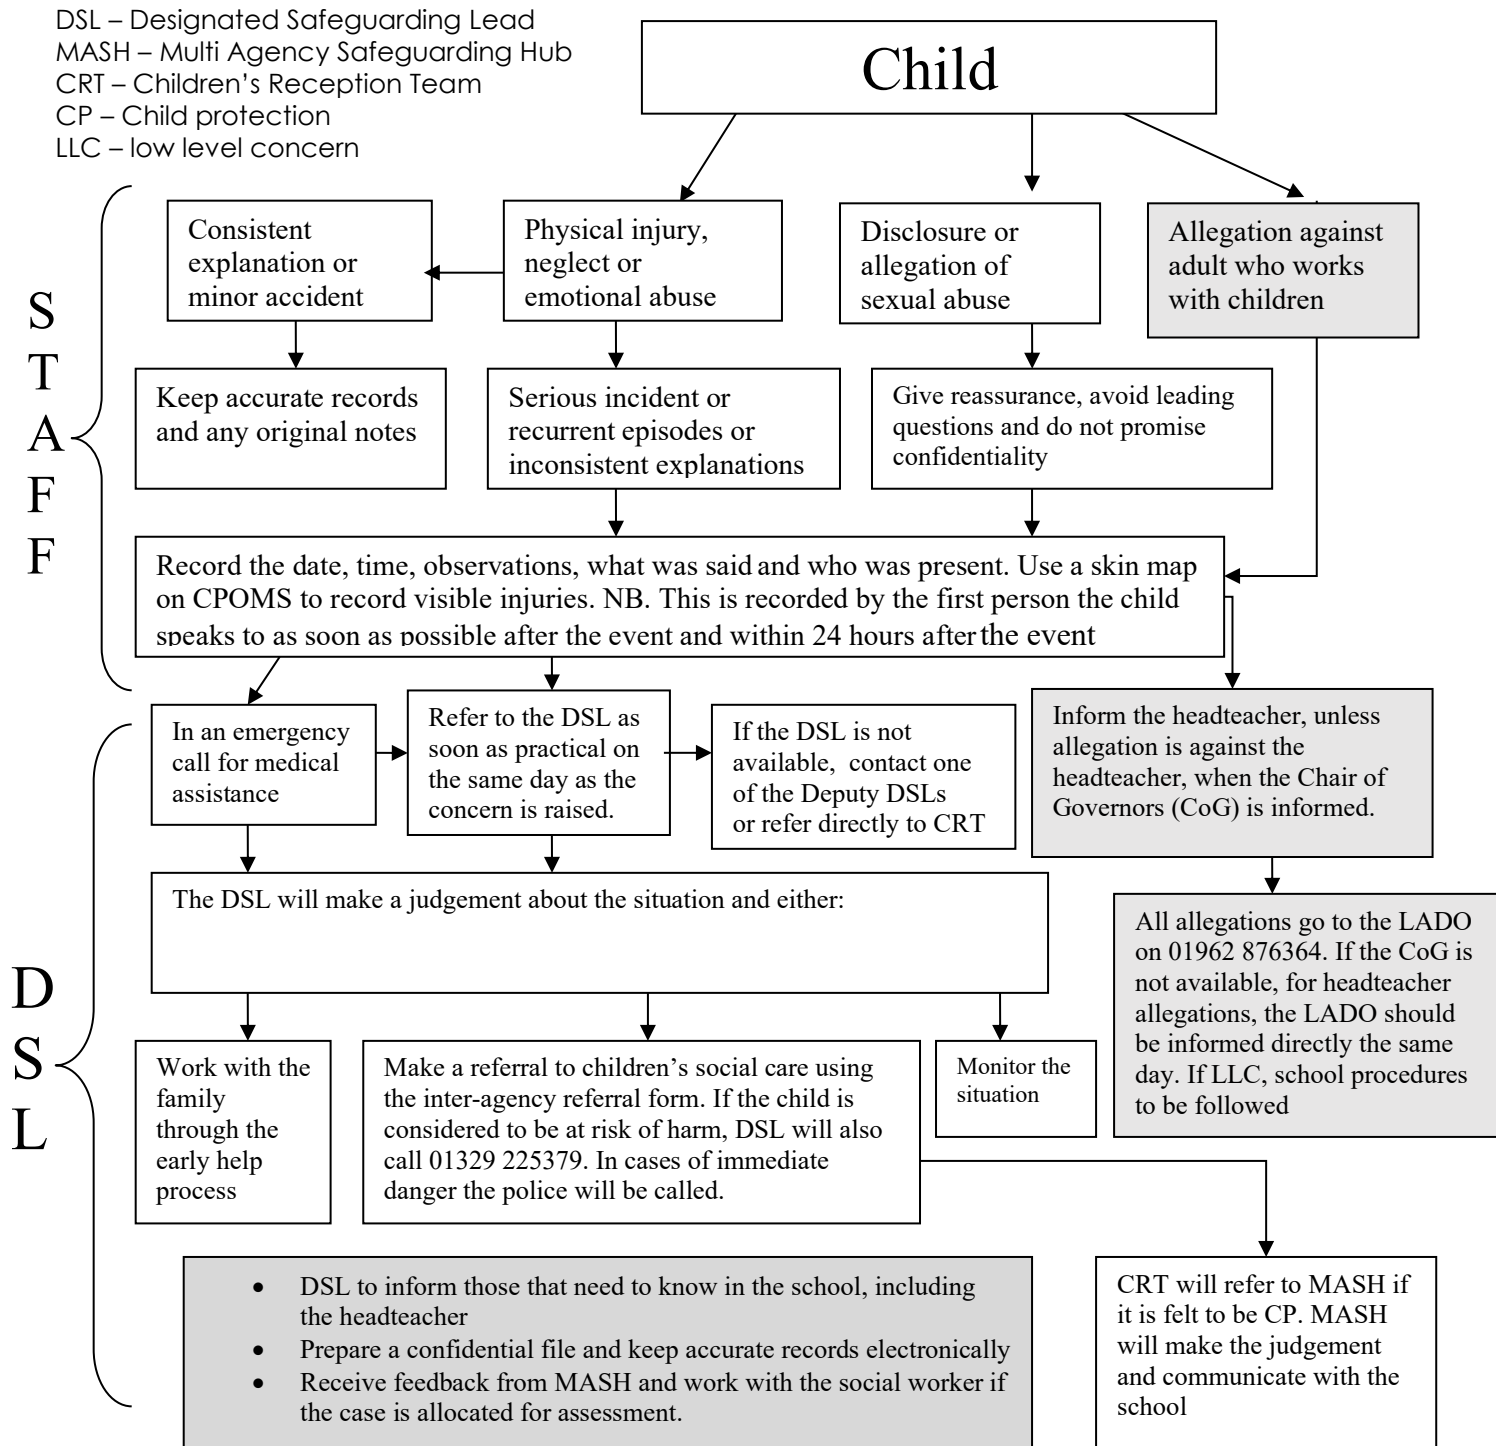 DSL – Designated Safeguarding Lead
MASH – Multi Agency Safeguarding Hub
CRT – Children’s Reception Team
CP – Child protection
LLC – low level concern
Child
S
T
A
F
F
Consistent
explanation or
minor accident
Physical injury,
neglect or
emotional abuse
Disclosure or
allegation of
sexual abuse
Allegation against
adult who works
with children
Keep accurate records
and any original notes
Serious incident or
recurrent episodes or
inconsistent explanations
Give reassurance, avoid leading
questions and do not promise
confidentiality
Record the date, time, observations, what was said and who was present. Use a skin map
on CPOMS to record visible injuries. NB. This is recorded by the first person the child
speaks to as soon as possible after the event and within 24 hours after the event
D
S
L
In an emergency
call for medical
assistance
Refer to the DSL as
soon as practical on
the same day as the
concern is raised.
If the DSL is not
available, contact one
of the Deputy DSLs
or refer directly to CRT
Inform the headteacher, unless
allegation is against the
headteacher, when the Chair of
Governors (CoG) is informed.
The DSL will make a judgement about the situation and either:
All allegations go to the LADO
on 01962 876364. If the CoG is
not available, for headteacher
allegations, the LADO should
be informed directly the same
day. If LLC, school procedures
to be followed
Work with the
family
through the
early help
process
Make a referral to children’s social care using
the inter-agency referral form. If the child is
considered to be at risk of harm, DSL will also
call 01329 225379. In cases of immediate
danger the police will be called.
Monitor the
situation
• DSL to inform those that need to know in the school, including
the headteacher
• Prepare a confidential file and keep accurate records electronically
• Receive feedback from MASH and work with the social worker if
the case is allocated for assessment.
CRT will refer to MASH if
it is felt to be CP. MASH
will make the judgement
and communicate with the
school